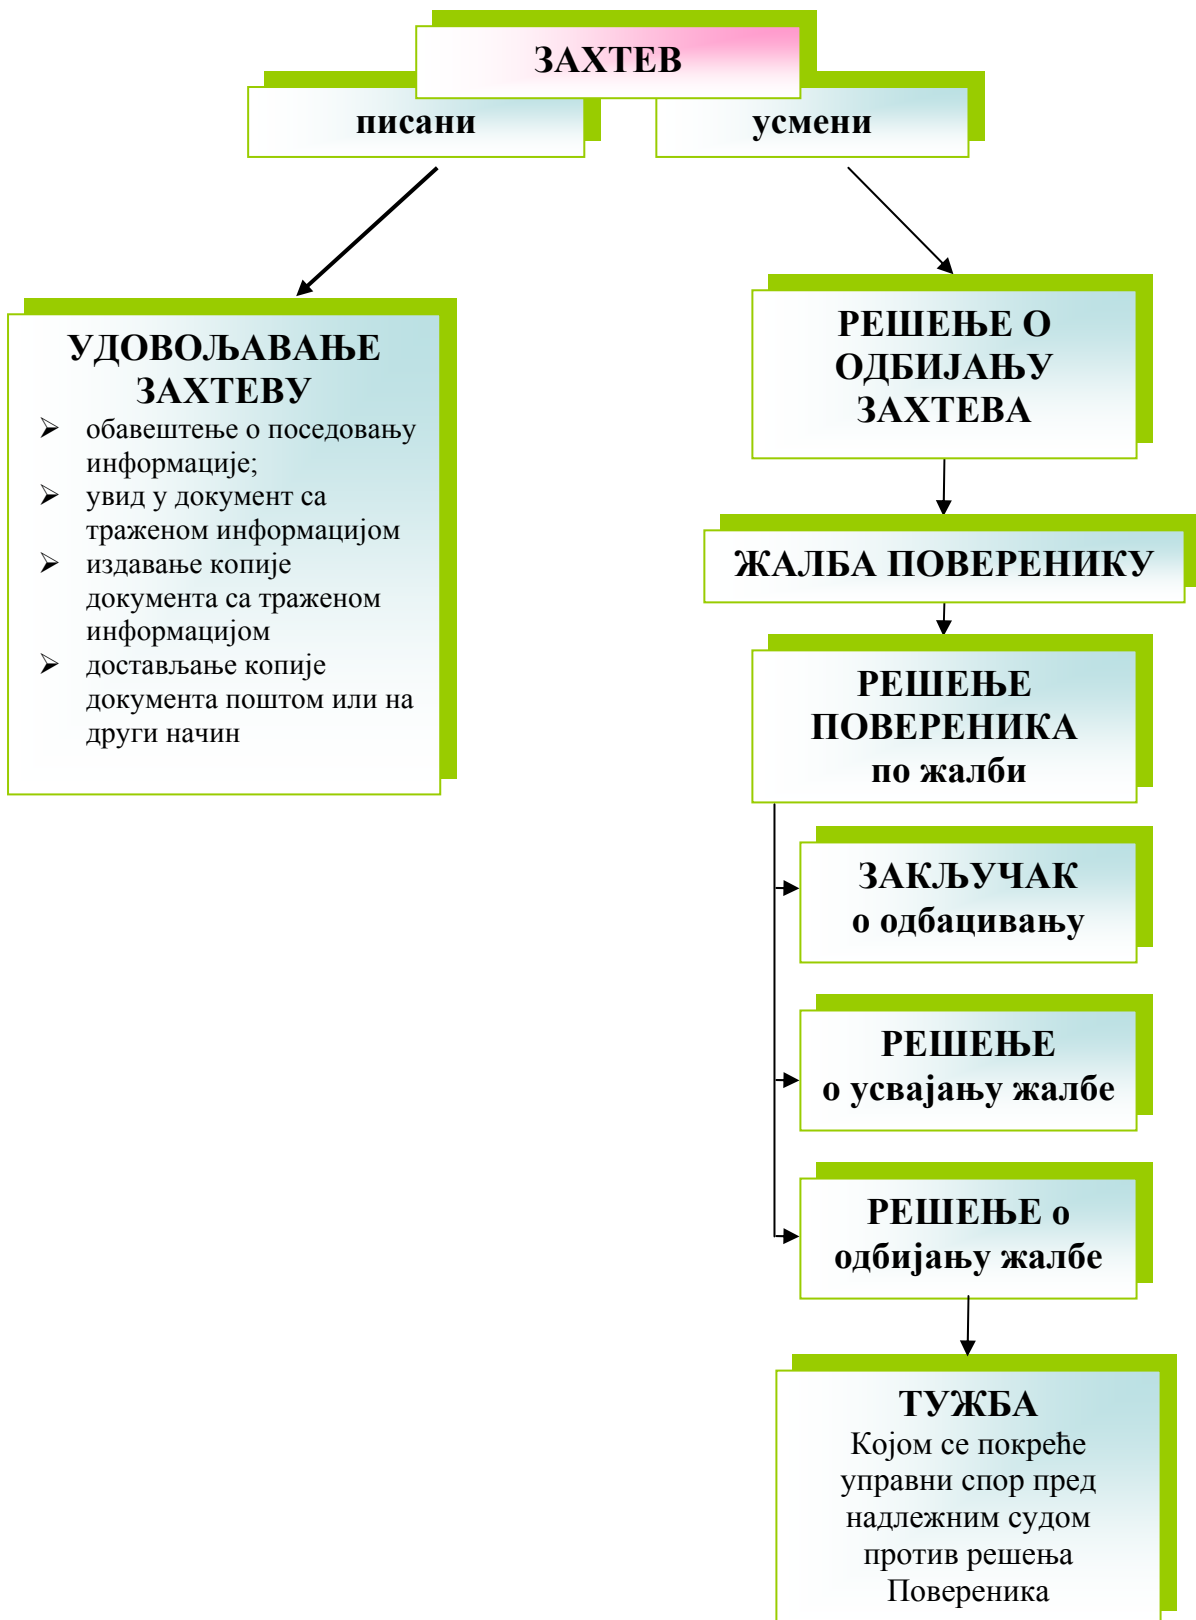 ЗАХТЕВ
писани
усмени
УДОВОЉАВАЊЕ
ЗАХТЕВУ
➢ обавештење о поседовању
информације;
➢ увид у документ са
траженом информацијом
➢ издавање копије
документа са траженом
информацијом
➢ достављање копије
документа поштом или на
други начин
РЕШЕЊЕ О
ОДБИЈАЊУ
ЗАХТЕВА
ЖАЛБА ПОВЕРЕНИКУ
РЕШЕЊЕ
ПОВЕРЕНИКА
по жалби
ЗАКЉУЧАК
о одбацивању
РЕШЕЊЕ
о усвајању жалбе
РЕШЕЊЕ о
одбијању жалбе
ТУЖБА
Којом се покреће
управни спор пред
надлежним судом
против решења
Повереника